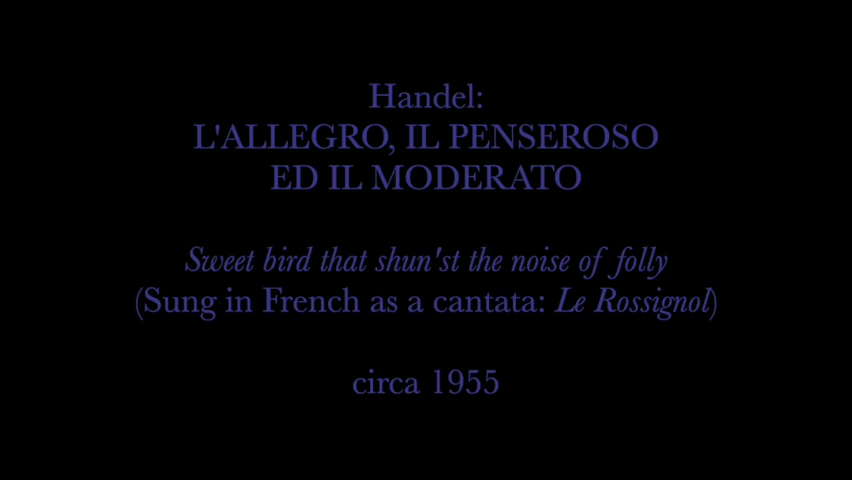 Handel:
L'ALLEGRO, IL PENSEROSO
ED IL MODERATO
Sweet bird that shun'st the noise of folly
(Sung in French as a cantata: Le Rossignol)
circa 1955